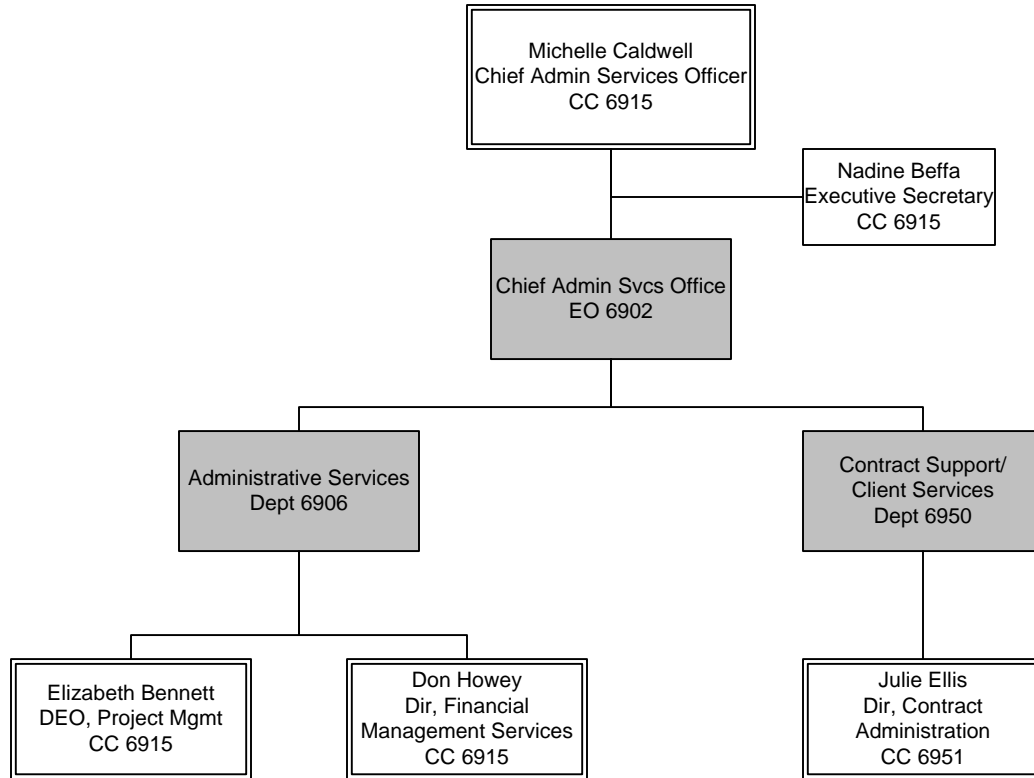 Michelle Caldwell
Chief Admin Services Officer
CC 6915
Nadine Beffa
Executive Secretary
CC 6915
Chief Admin Svcs Office
EO 6902
Administrative Services
Dept 6906
Contract Support/
Client Services
Dept 6950
Elizabeth Bennett
DEO, Project Mgmt
CC 6915
Don Howey
Dir, Financial
Management Services
CC 6915
Julie Ellis
Dir, Contract
Administration
CC 6951